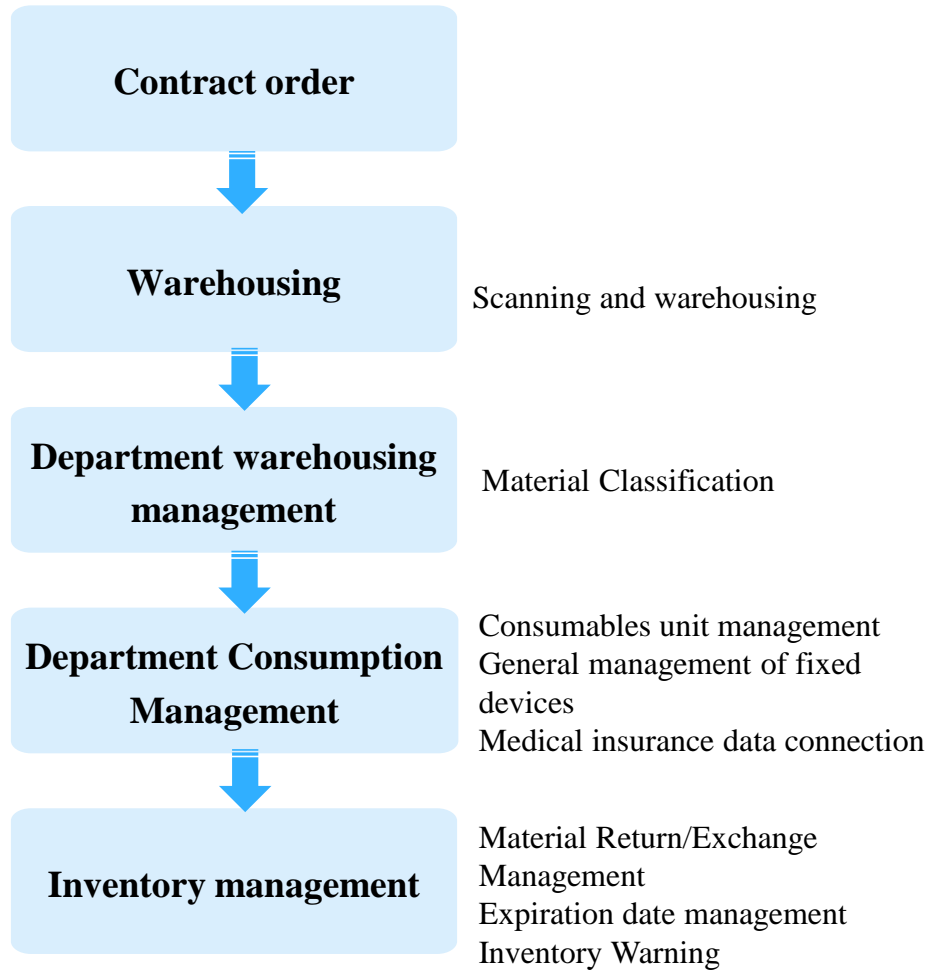 Contract order
Warehousing
Scanning and warehousing
Department warehousing
management
Material Classification
Department Consumption
Management
Consumables unit management
General management of fixed
devices
Medical insurance data connection
Inventory management
Material Return/Exchange
Management
Expiration date management
Inventory Warning